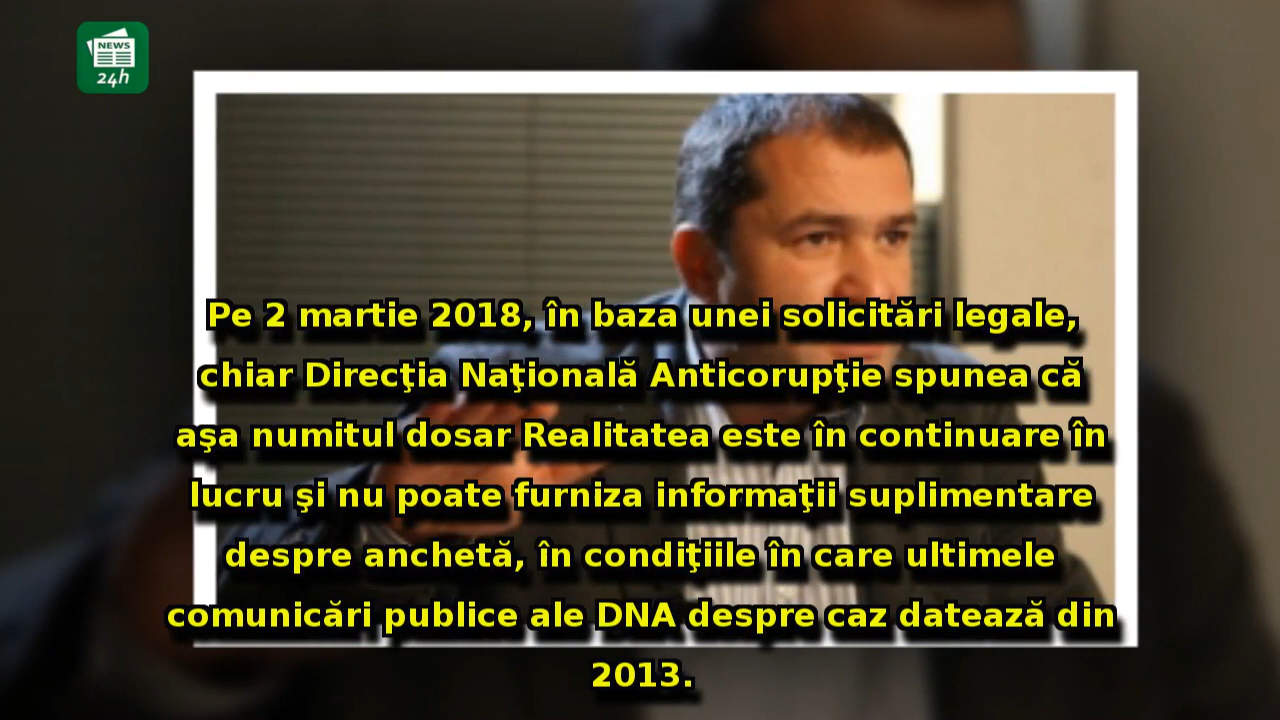 NEWS
24h
Pe 2 martie 2018, în baza unei solicitări legale,
chiar Direcţia Naţională Anticorupţie spunea că
aşa numitul dosar Realitatea este în continuare în
lucru şi nu poate furniza informaţii suplimentare
despre anchetă, în condiţiile în care ultimele
comunicări publice ale DNA despre caz datează din
2013.